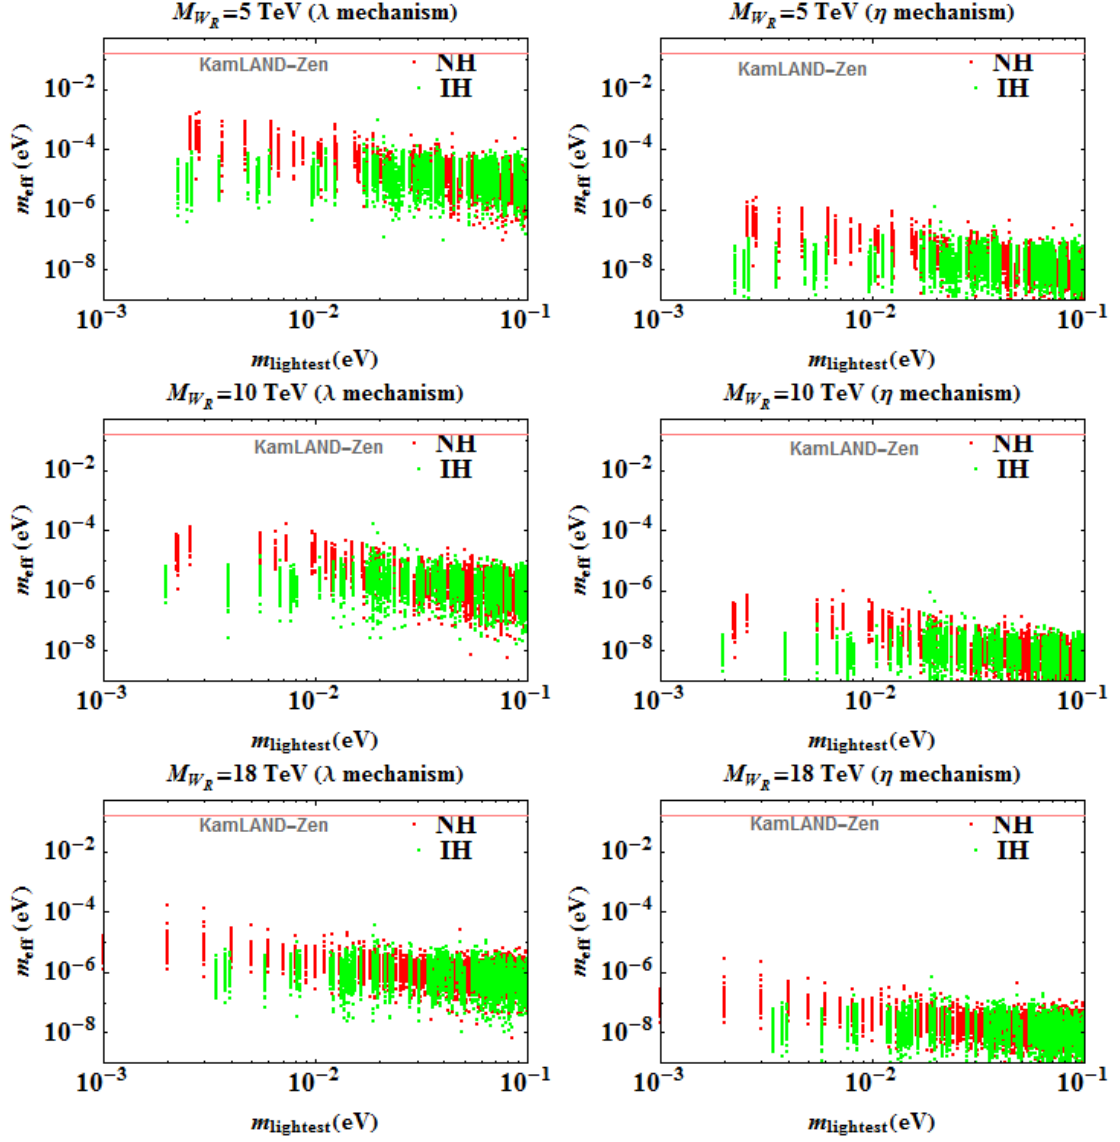 M_{W_R}=5 TeV (λ mechanism)
KamLAND-Zen
NH
IH
10^{-2}
10^{-4}
10^{-6}
10^{-8}
m_{eff} (eV)
10^{-3} 10^{-2} 10^{-1}
m_{lightest}(eV)
M_{W_R}=5 TeV (η mechanism)
KamLAND-Zen
NH
IH
10^{-2}
10^{-4}
10^{-6}
10^{-8}
m_{eff} (eV)
10^{-3} 10^{-2} 10^{-1}
m_{lightest}(eV)
M_{W_R}=10 TeV (λ mechanism)
KamLAND-Zen
NH
IH
10^{-2}
10^{-4}
10^{-6}
10^{-8}
m_{eff} (eV)
10^{-3} 10^{-2} 10^{-1}
m_{lightest}(eV)
M_{W_R}=10 TeV (η mechanism)
KamLAND-Zen
NH
IH
10^{-2}
10^{-4}
10^{-6}
10^{-8}
m_{eff} (eV)
10^{-3} 10^{-2} 10^{-1}
m_{lightest}(eV)
M_{W_R}=18 TeV (λ mechanism)
KamLAND-Zen
NH
IH
10^{-2}
10^{-4}
10^{-6}
10^{-8}
m_{eff} (eV)
10^{-3} 10^{-2} 10^{-1}
m_{lightest}(eV)
M_{W_R}=18 TeV (η mechanism)
KamLAND-Zen
NH
IH
10^{-2}
10^{-4}
10^{-6}
10^{-8}
m_{eff} (eV)
10^{-3} 10^{-2} 10^{-1}
m_{lightest}(eV)